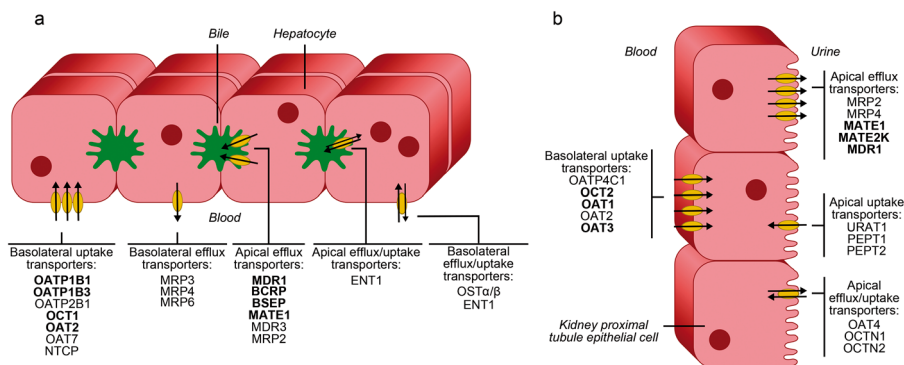 a
Bile
Hepatocyte
Blood
Basolateral uptake
transporters:
OATP1B1
OATP1B3
OATP2B1
OCT1
OAT2
OAT7
NTCP
Basolateral efflux
transporters:
MRP3
MRP4
MRP6
Apical efflux
transporters:
MDR1
BCRP
BSEP
MATE1
MDR3
MRP2
Apical efflux/uptake
transporters:
ENT1
Basolateral
efflux/uptake
transporters:
OSTα/β
ENT1
b
Blood
Urine
Apical efflux
transporters:
MRP2
MRP4
MATE1
MATE2K
MDR1
Basolateral uptake
transporters:
OATP4C1
OCT2
OAT1
OAT2
OAT3
Apical uptake
transporters:
URAT1
PEPT1
PEPT2
Apical
efflux/uptake
transporters:
OAT4
OCTN1
OCTN2
Kidney proximal
tubule epithelial cell